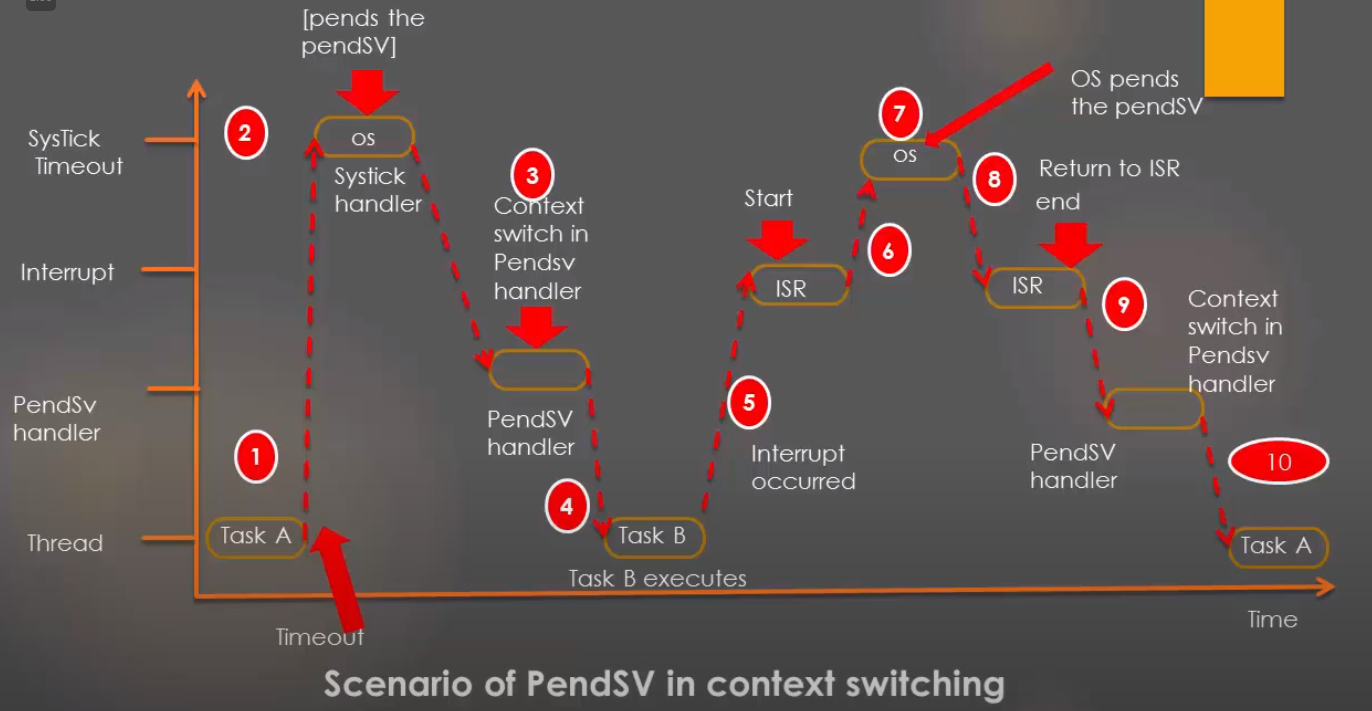 [pends the
pendSV]
SysTick
Timeout
Interrupt
PendSv
handler
Thread
1
2
os
Systick
handler
3
Context
switch in
Pendsv
handler
PendSV
handler
4
Task A
Timeout
Task B
Task B executes
5
Interrupt
occurred
Start
ISR
6
7
os
OS pends
the pendSV
8
Return to ISR
end
ISR
9
Context
switch in
Pendsv
handler
PendSV
handler
10
Task A
Time
Scenario of PendSV in context switching